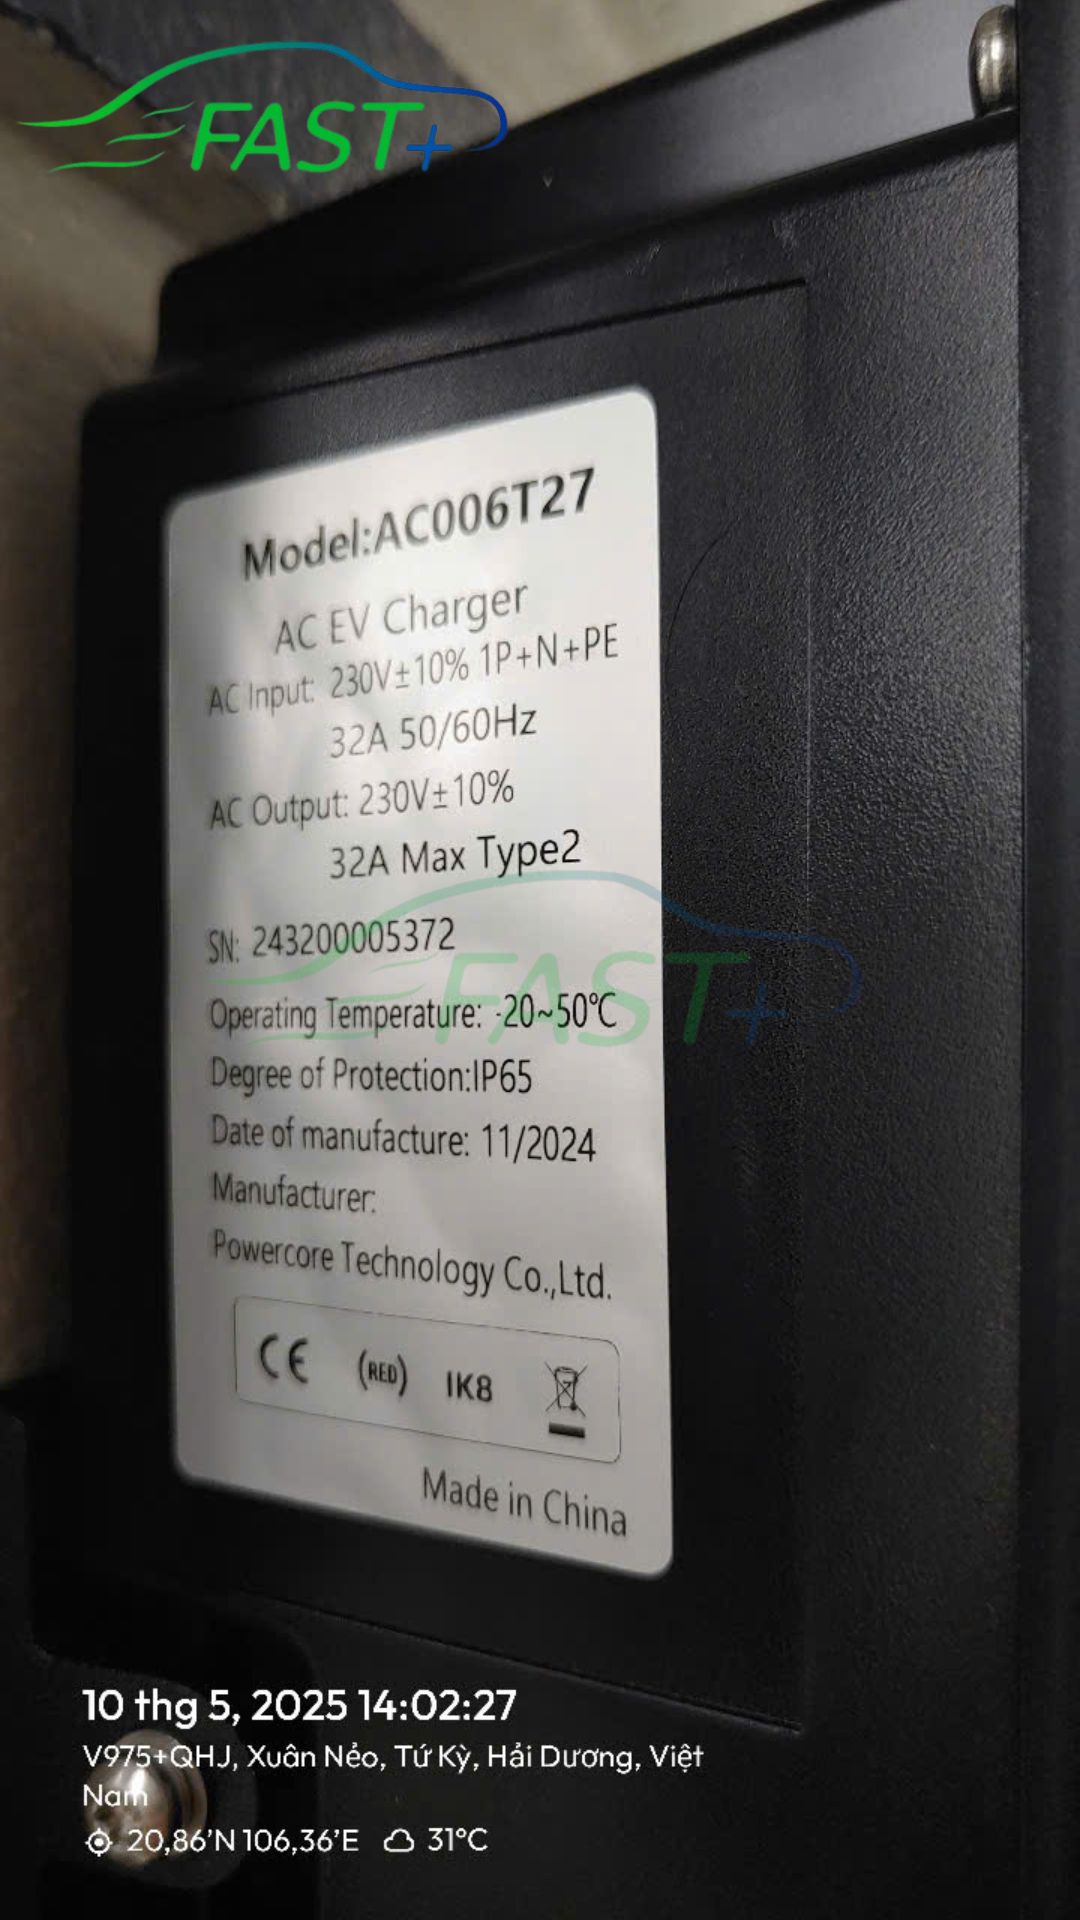 FAST+
Model:AC006T27
AC EV Charger
AC Input: 230V±10% 1P+N+PE
32A 50/60Hz
AC Output: 230V±10%
32A Max Type2
SN: 243200005372
FAST+
Operating Temperature: -20~50℃
Degree of Protection:IP65
Date of manufacture: 11/2024
Manufacturer:
Powercore Technology Co.,Ltd.
CE (RED) IK8
Made in China
10 thg 5, 2025 14:02:27
V975+QHJ, Xuân Nẻo, Tứ Kỳ, Hải Dương, Việt
Nam
20,86'N 106,36'E 31°C